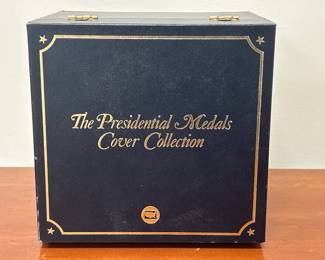 The Presidential Medals
Cover Collection